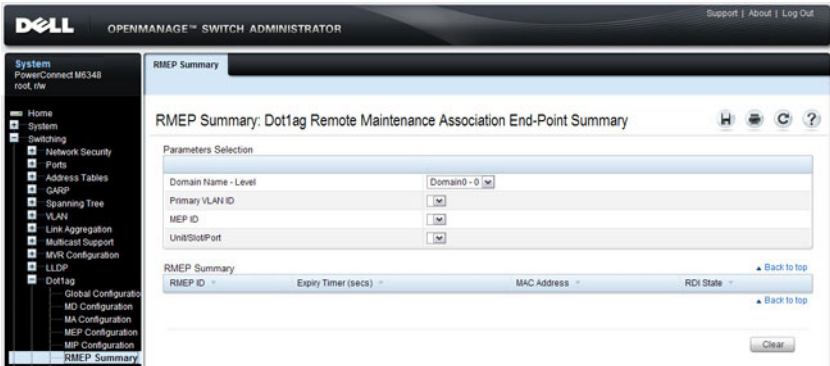 Support | About | Log Out
DELL OPENMANAGE™ SWITCH ADMINISTRATOR
System
PowerConnect M6348
root, r/w
Home
System
Switching
Network Security
Ports
Address Tables
GARP
Spanning Tree
VLAN
Link Aggregation
Multicast Support
MVR Configuration
LLDP
Dot1ag
Global Configuratio
MD Configuration
MA Configuration
MEP Configuration
MIP Configuration
RMEP Summary
RMEP Summary
RMEP Summary: Dot1ag Remote Maintenance Association End-Point Summary
?
Parameters Selection
Domain Name - Level Domain0 - 0
Primary VLAN ID
MEP ID
Unit/Slot/Port
RMEP Summary Back to top
RMEP ID Expiry Timer (secs) MAC Address RDI State
Back to top
Clear